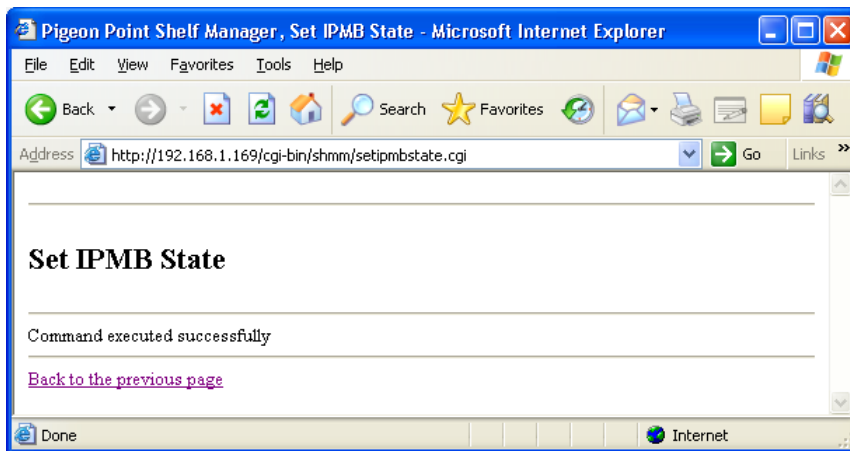 Pigeon Point Shelf Manager, Set IPMB State - Microsoft Internet Explorer
File Edit View Favorites Tools Help
Back Search Favorites
Address http://192.168.1.169/cgi-bin/shmm/setipmbstate.cgi Go Links »
Set IPMB State
Command executed successfully
Back to the previous page
Done Internet